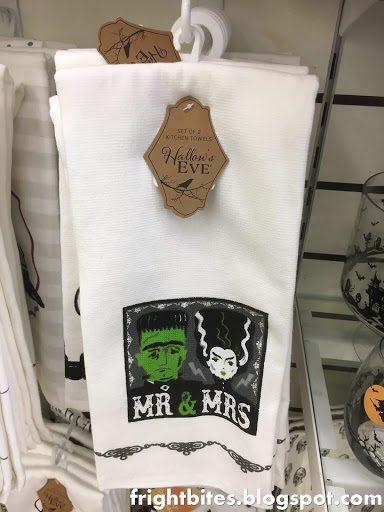 SET OF 2
KITCHEN TOWELS
Hallow's
EVE
MR & MRS
frightbites.blogspot.com